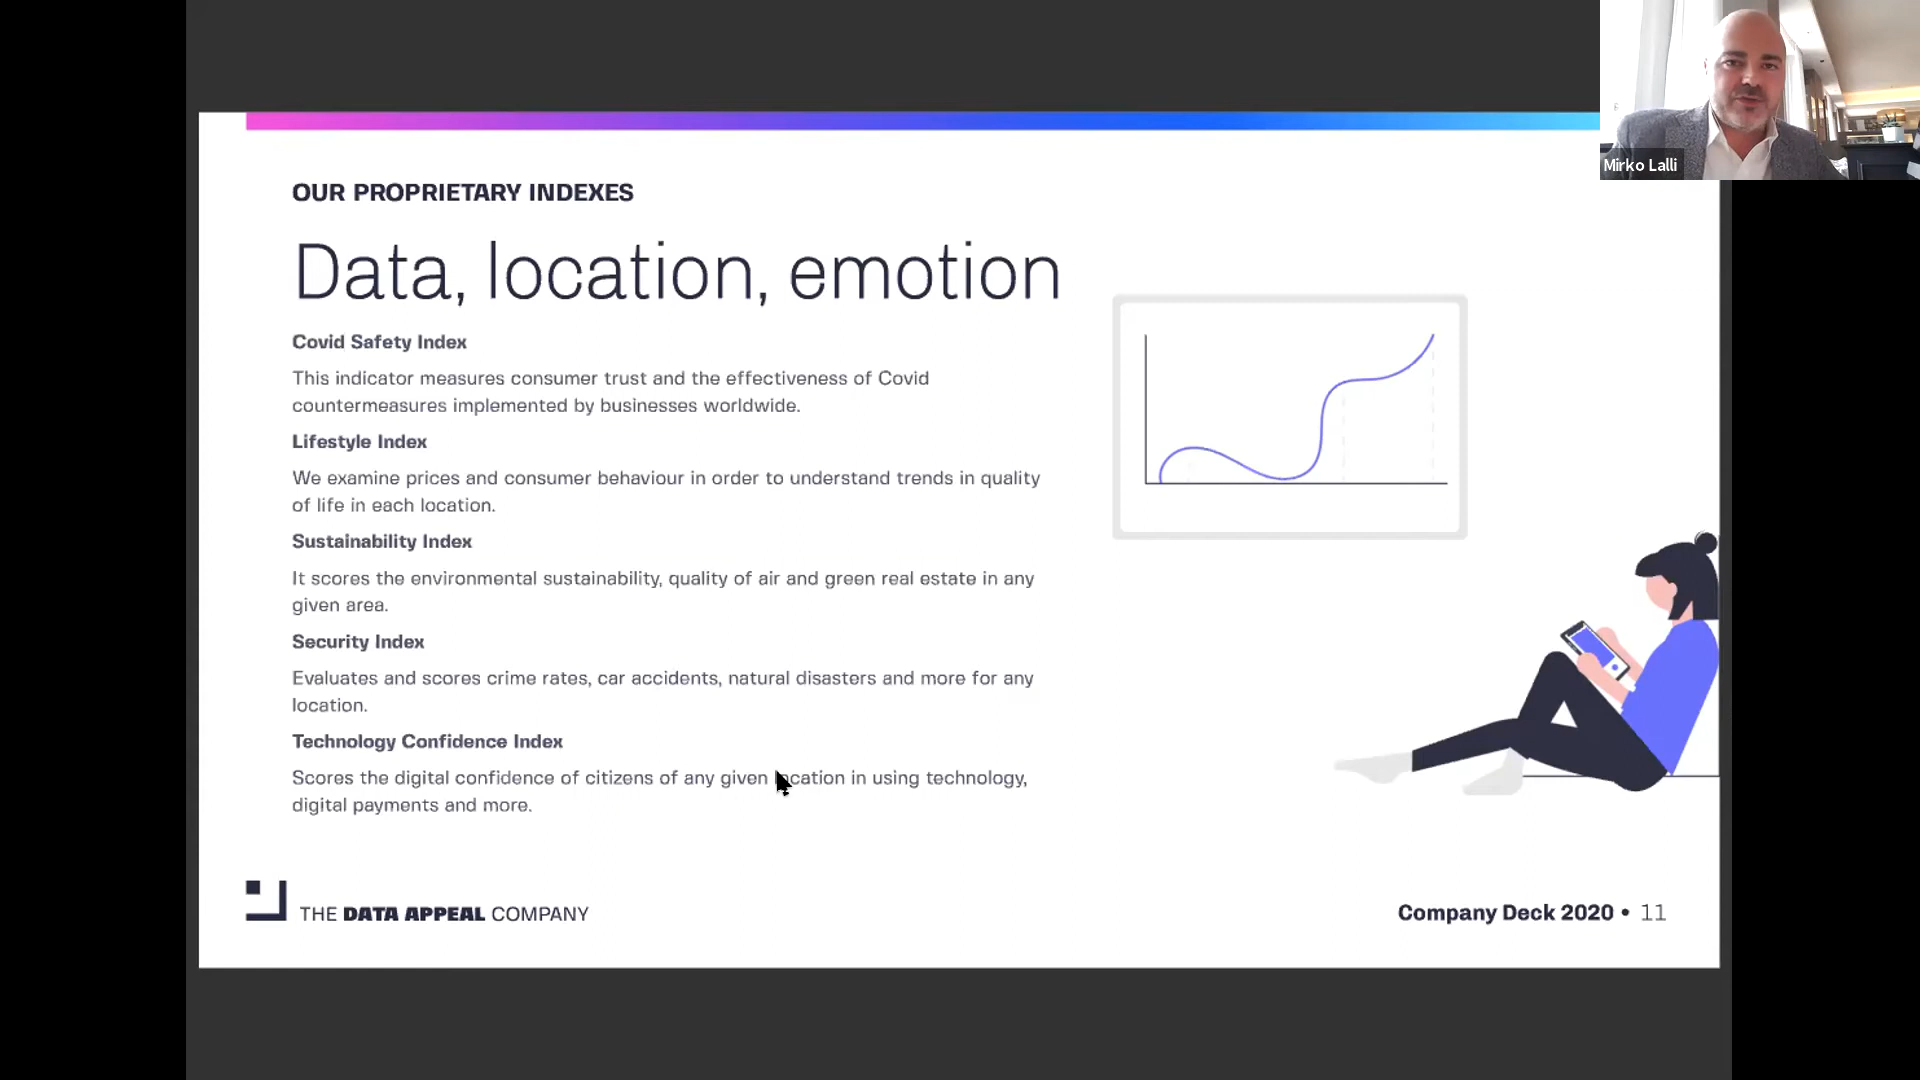 Mirko Lalli
OUR PROPRIETARY INDEXES
Data, location, emotion
Covid Safety Index
This indicator measures consumer trust and the effectiveness of Covid
countermeasures implemented by businesses worldwide.
Lifestyle Index
We examine prices and consumer behaviour in order to understand trends in quality
of life in each location.
Sustainability Index
It scores the environmental sustainability, quality of air and green real estate in any
given area.
Security Index
Evaluates and scores crime rates, car accidents, natural disasters and more for any
location.
Technology Confidence Index
Scores the digital confidence of citizens of any given location in using technology,
digital payments and more.
THE DATA APPEAL COMPANY
Company Deck 2020 • 11